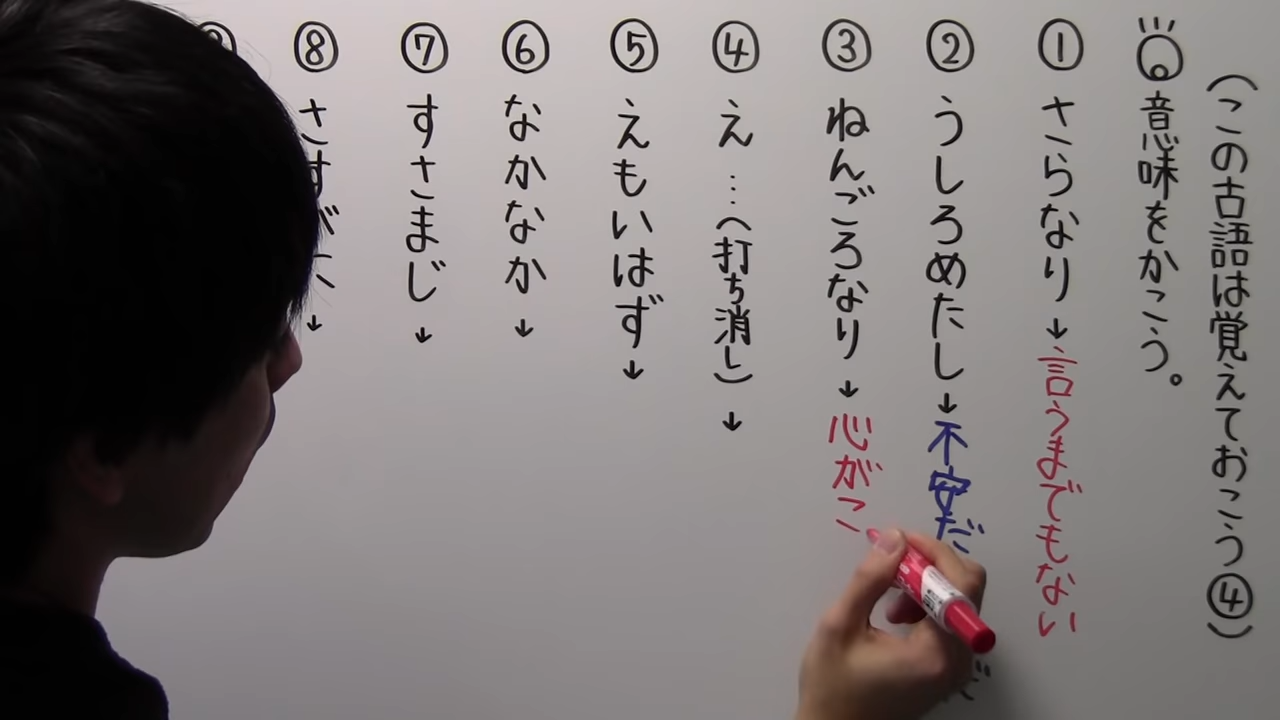 （この古語は覚えておこう④）
意味をかこう。
① さらなり → 言うまでもない
② うしろめたし → 不安だ
③ ねんごろなり → 心がこ
④ え…（打ち消し） →
⑤ えもいはず →
⑥ なかなか →
⑦ すさまじ →
⑧ さすがに →